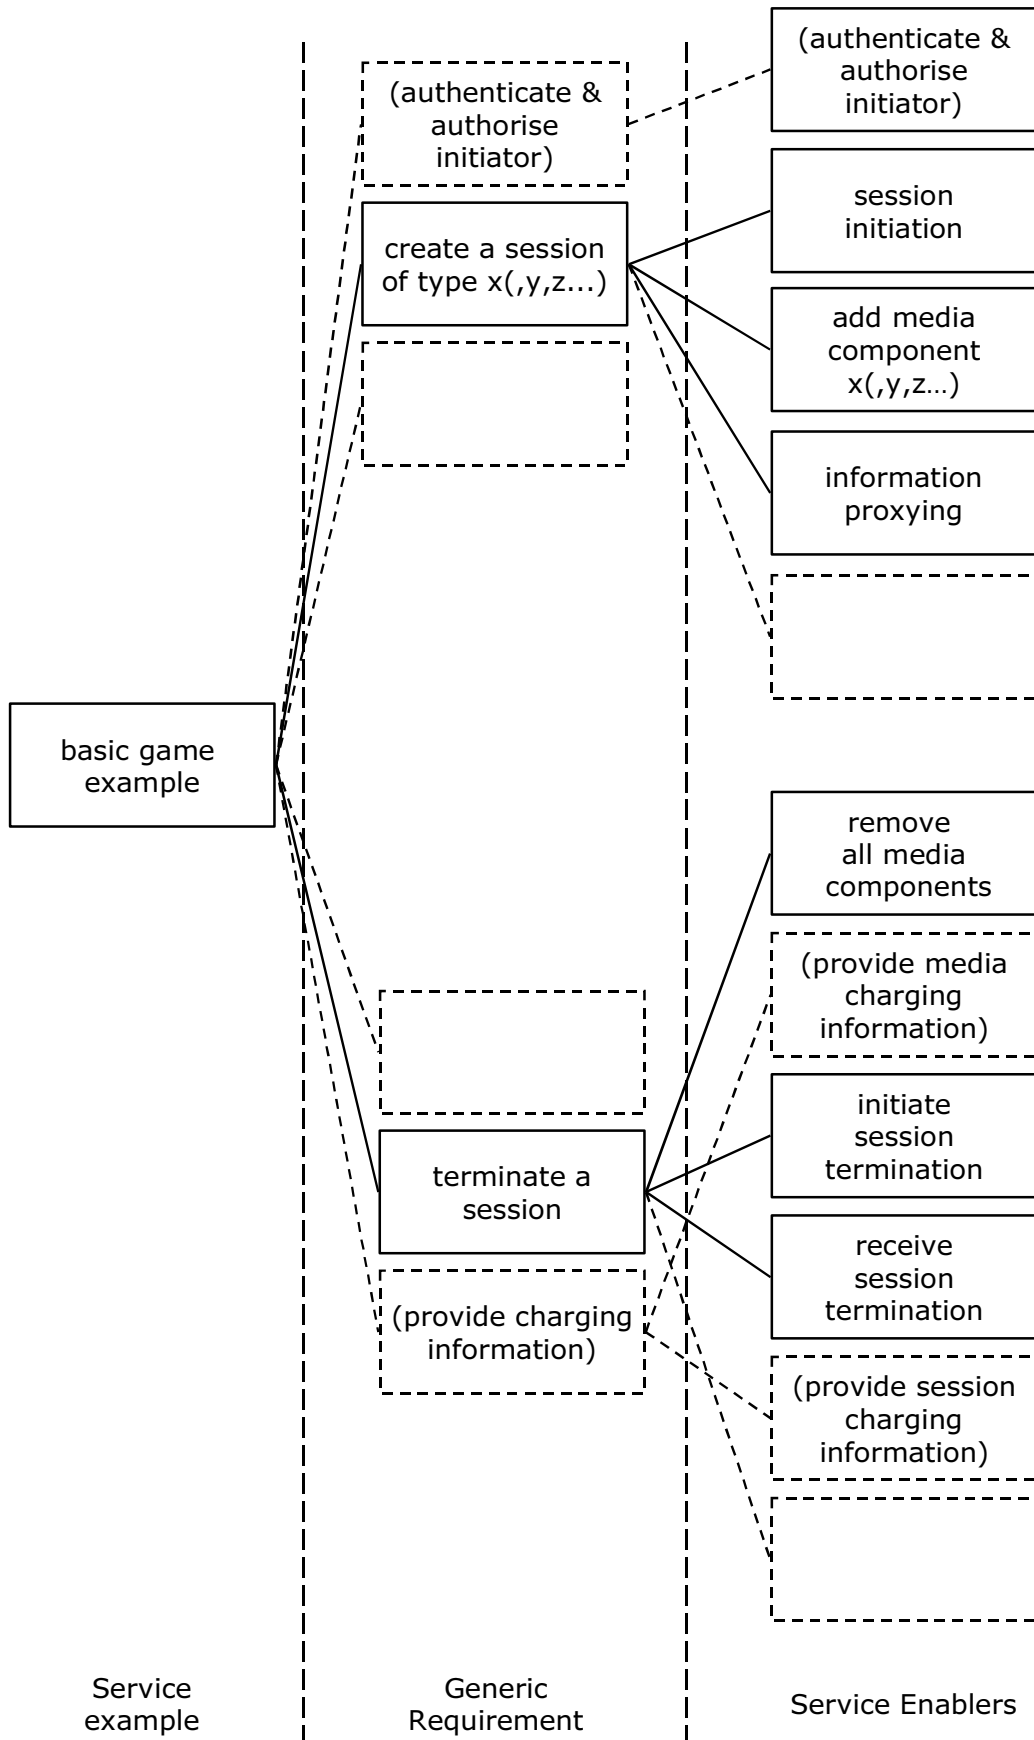 (authenticate &
authorise
initiator)
(authenticate &
authorise
initiator)
create a session
of type x(,y,z...)
session
initiation
add media
component
x(,y,z...)
information
proxying
basic game
example
remove
all media
components
(provide media
charging
information)
initiate
session
termination
terminate a
session
receive
session
termination
(provide charging
information)
(provide session
charging
information)
Service
example
Generic
Requirement
Service Enablers